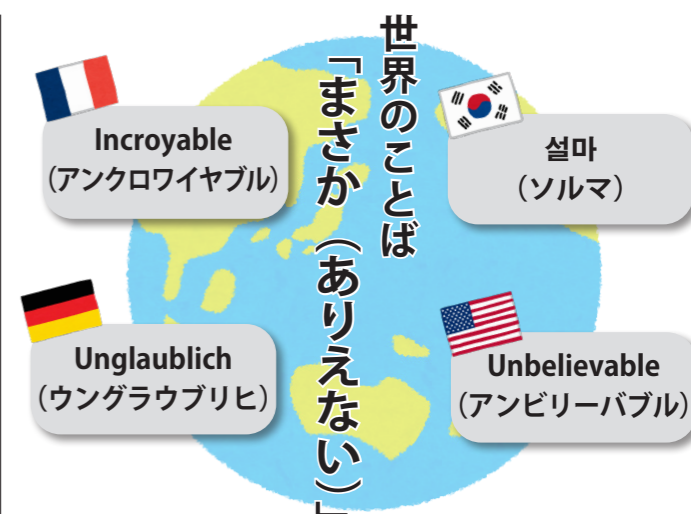 世界のことば
「まさか（ありえない）」
Incroyable
（アンクロワイヤブル）
설마
（ソルマ）
Unglaublich
（ウングラウブリヒ）
Unbelievable
（アンビリーバブル）